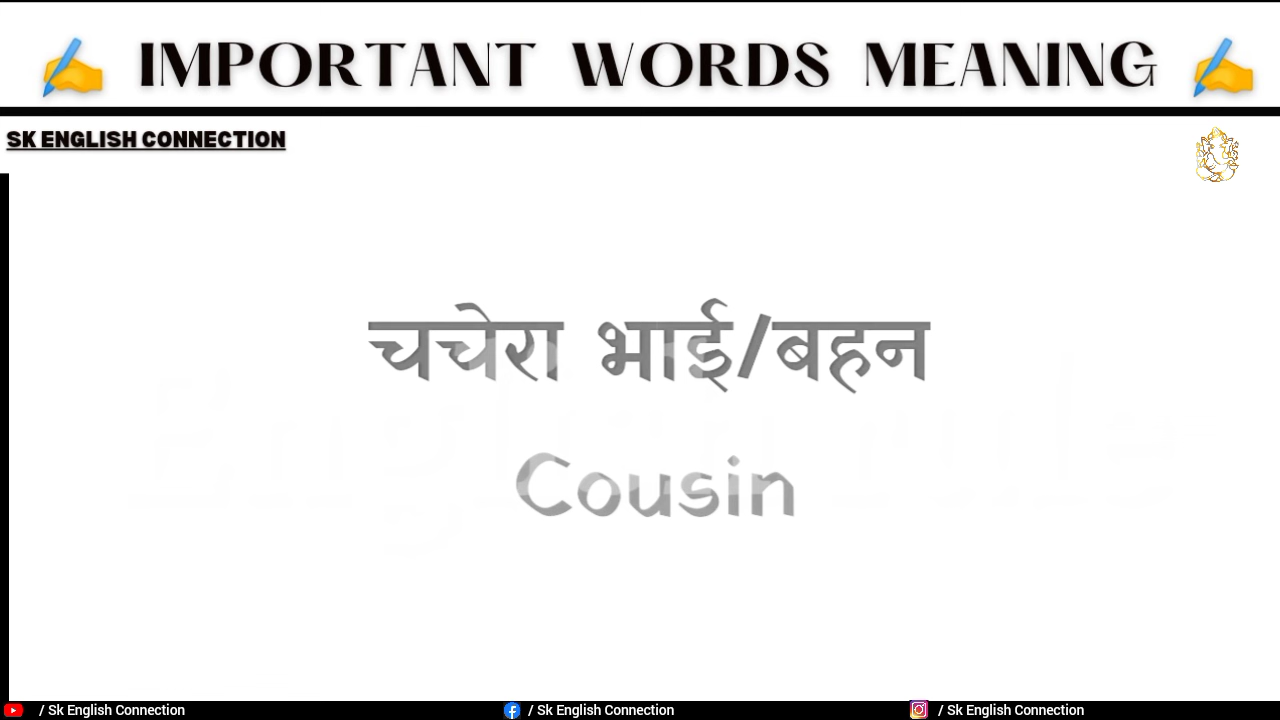 ✍️ IMPORTANT WORDS MEANING ✍️
SK ENGLISH CONNECTION
चचेरा भाई/बहन
Cousin
/ Sk English Connection / Sk English Connection / Sk English Connection